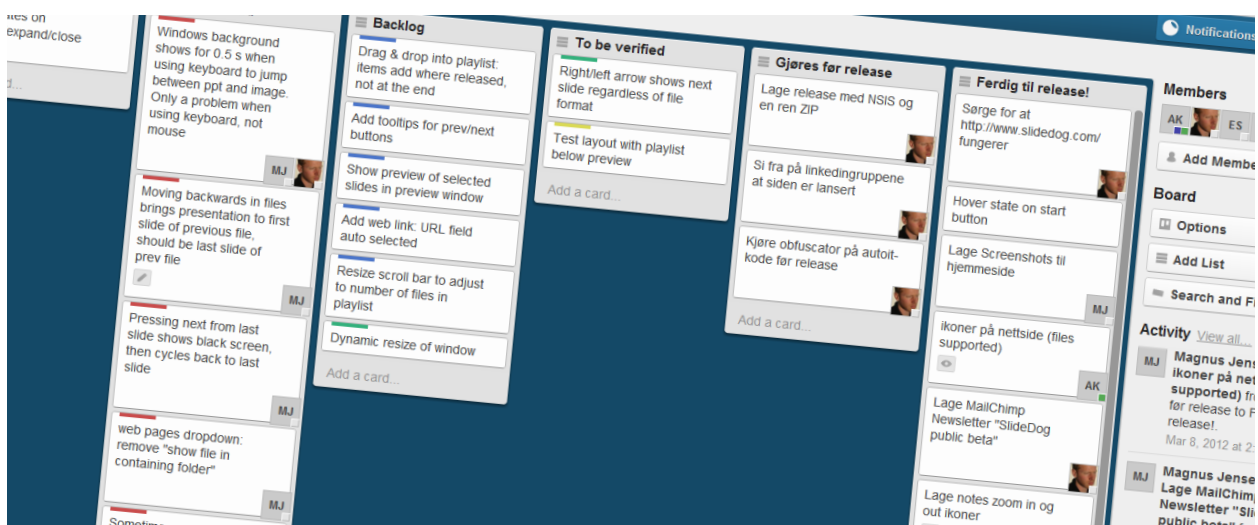 expand/close
Windows background
shows for 0.5 s when
using keyboard to jump
between ppt and image.
Only a problem when
using keyboard, not
mouse
MJ
Moving backwards in files
brings presentation to first
slide of previous file,
should be last slide of
prev file
MJ
Pressing next from last
slide shows black screen,
then cycles back to last
slide
MJ
web pages dropdown:
remove "show file in
containing folder"
MJ
Backlog
Drag & drop into playlist:
items add where released,
not at the end
Add tooltips for prev/next
buttons
Show preview of selected
slides in preview window
Add web link: URL field
auto selected
Resize scroll bar to adjust
to number of files in
playlist
Dynamic resize of window
Add a card...
To be verified
Right/left arrow shows next
slide regardless of file
format
Test layout with playlist
below preview
Add a card...
Gjøres før release
Lage release med NSIS og
en ren ZIP
Si fra på linkedingruppene
at siden er lansert
Kjøre obfuscator på autoit-
kode før release
Add a card...
Ferdig til release!
Sørge for at
http://www.slidedog.com/
fungerer
Hover state on start
button
Lage Screenshots til
hjemmeside
MJ
ikoner på nettside (files
supported)
AK
Lage MailChimp
Newsletter "SlideDog
public beta"
Lage notes zoom in og
out ikoner
Notifications
Members
AK
ES
Add Membe
Board
Options
Add List
Search and F
Activity View all...
MJ
Magnus Jens
ikoner på net
supported) fr
før release to F
release!.
Mar 8, 2012 at 2:
MJ
Magnus Jense
Lage MailChimp
Newsletter "Sli
public beta"